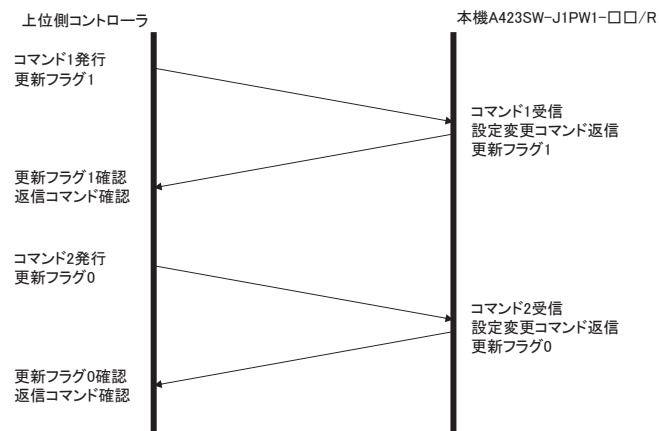 上位側コントローラ
本機A423SW-J1PW1-□□/R
コマンド1発行
更新フラグ1
コマンド1受信
設定変更コマンド返信
更新フラグ1
更新フラグ1確認
返信コマンド確認
コマンド2発行
更新フラグ0
コマンド2受信
設定変更コマンド返信
更新フラグ0
更新フラグ0確認
返信コマンド確認